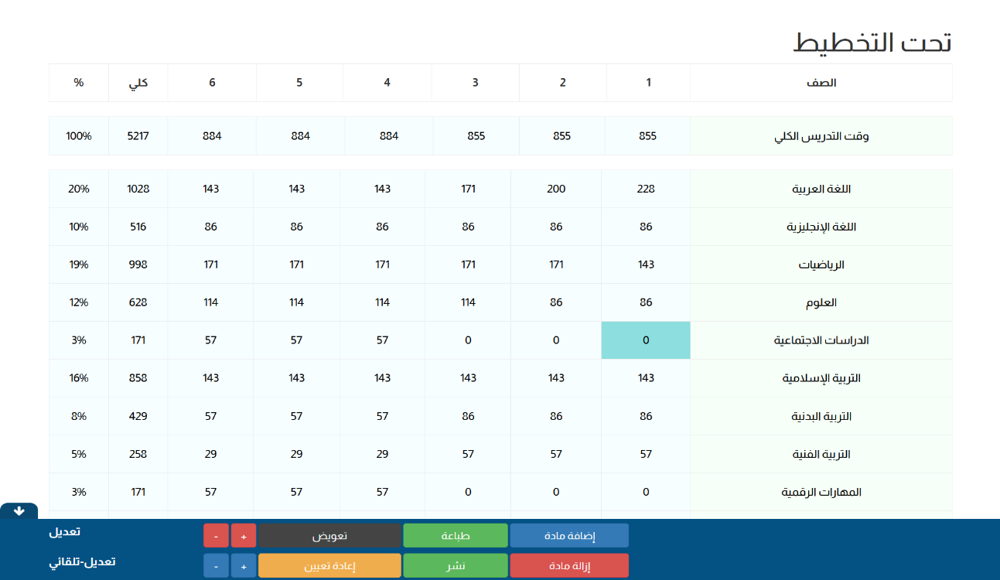 تحت التخطيط
الصف 1 2 3 4 5 6 كلي %
وقت التدريس الكلي 855 855 855 884 884 884 5217 100%
اللغة العربية 228 200 171 143 143 143 1028 20%
اللغة الإنجليزية 86 86 86 86 86 86 516 10%
الرياضيات 143 171 171 171 171 171 998 19%
العلوم 86 86 114 114 114 114 628 12%
الدراسات الاجتماعية 0 0 0 57 57 57 171 3%
التربية الإسلامية 143 143 143 143 143 143 858 16%
التربية البدنية 86 86 86 57 57 57 429 8%
التربية الفنية 57 57 57 29 29 29 258 5%
المهارات الرقمية 0 0 0 57 57 57 171 3%
إضافة مادة طباعة تعويض + - تعديل
إزالة مادة نشر إعادة تعيين + - تعديل-تلقائي